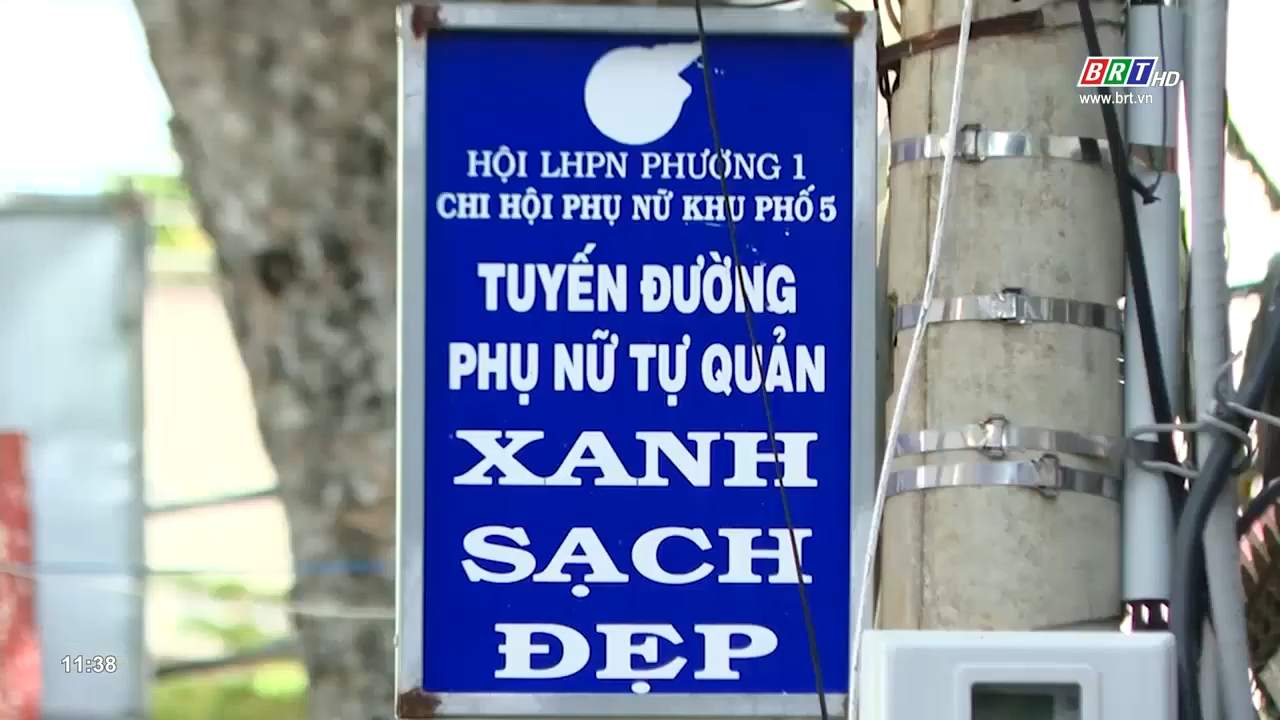 BRT HD
www.brt.vn
HỘI LHPN PHƯỜNG 1
CHI HỘI PHỤ NỮ KHU PHỐ 5
TUYẾN ĐƯỜNG
PHỤ NỮ TỰ QUẢN
XANH
SẠCH
ĐẸP
11:38